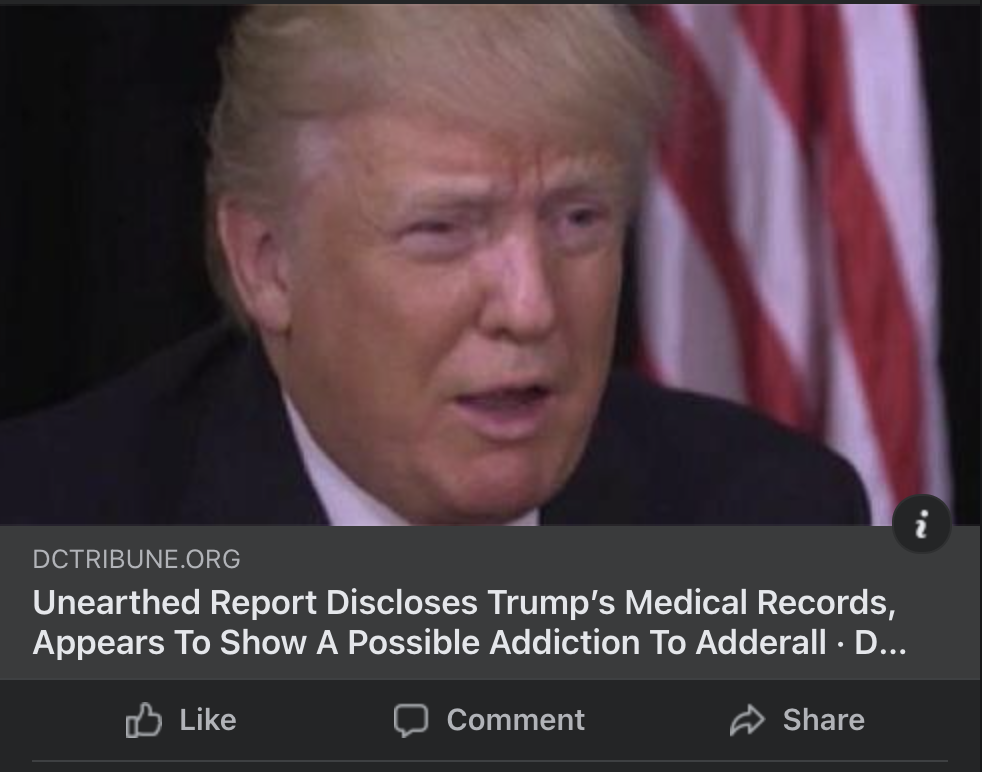 i
DCTRIBUNE.ORG
Unearthed Report Discloses Trump’s Medical Records,
Appears To Show A Possible Addiction To Adderall · D...
Like Comment Share